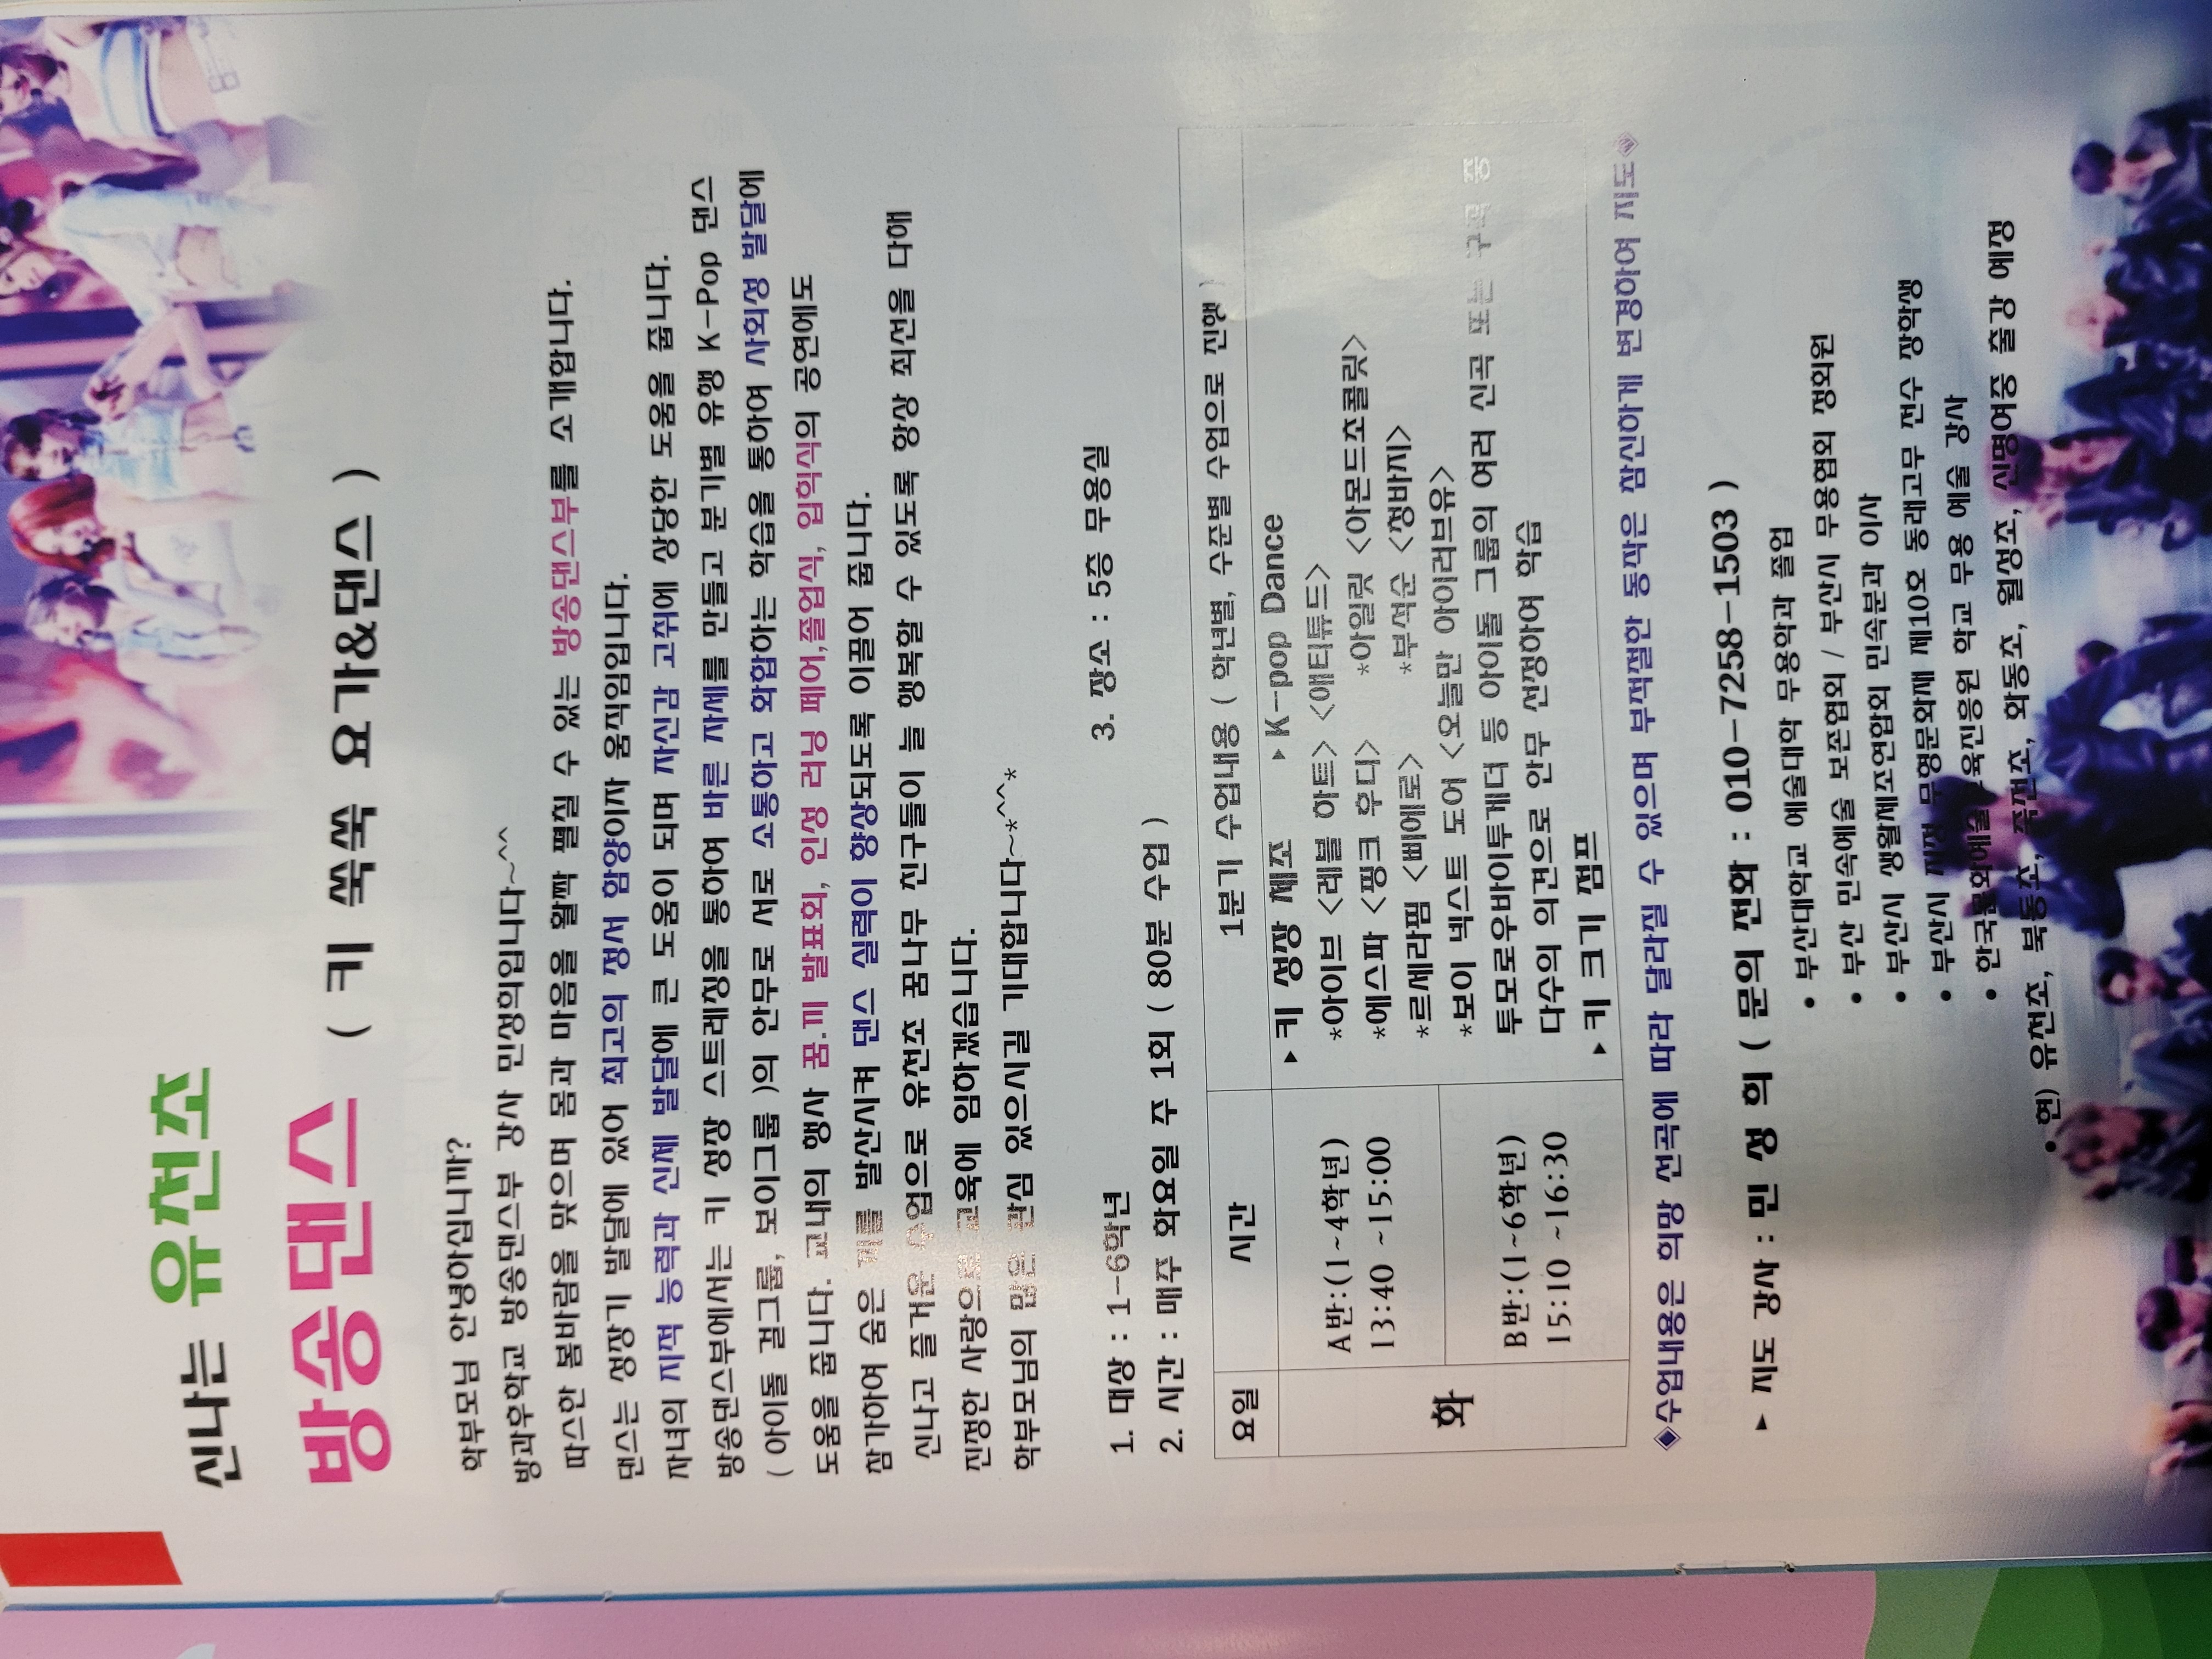 신나는 유천초
방송댄스 ( 키 쑥쑥 요가&댄스 )
학부모님 안녕하십니까?
방과후학교 방송댄스부 강사 민성희입니다~^^
따스한 봄바람을 맞으며 몸과 마음을 활짝 펼칠 수 있는 방송댄스부를 소개합니다.
댄스는 성장기 발달에 있어 최고의 정서 함양이자 움직임입니다.
자녀의 지적 능력과 신체 발달에 큰 도움이 되며 자신감 고취에 상당한 도움을 줍니다.
방송댄스부에서는 키 성장 스트레칭을 통하여 바른 자세를 만들고 분기별 유행 K-Pop 댄스
( 아이돌 걸그룹, 보이그룹 )의 안무로 서로 소통하고 화합하는 학습을 통하여 사회성 발달에
도움을 줍니다. 교내의 행사 꿈.끼 발표회, 인성 러닝 페어,졸업식, 입학식의 공연에도
참가하여 숨은 끼를 발산시켜 댄스 실력이 향상되도록 이끌어 줍니다.
신나고 즐거운 수업으로 유천초 꿈나무 친구들이 늘 행복할 수 있도록 항상 최선을 다해
진정한 사랑으로 교육에 임하겠습니다.
학부모님의 많은 관심 있으시길 기대합니다~*^^*
1. 대상 : 1-6학년
3. 장소 : 5층 무용실
2. 시간 : 매주 화요일 주 1회 ( 80분 수업 )
요일 시간 1분기 수업내용 ( 학년별, 수준별 수업으로 진행 )
화
A반:(1~4학년)
13:40 ~15:00
B반:(1~6학년)
15:10 ~16:30
▸키 성장 체조 ▸K-pop Dance
*아이브 <레블 하트> <애티튜드>
*에스파 <핑크 후디> *아일릿 <아몬드초콜릿>
*르세라핌 <삐에로> *부석순 <청바지>
*보이 넥스트 도어 <오늘만 아이러브유>
투모로우바이투게더 등 아이돌 그룹의 여러 신곡 또는 구곡 중
다수의 의견으로 안무 선정하여 학습
▸키 크기 점프
◈수업내용은 희망 선곡에 따라 달라질 수 있으며 부적절한 동작은 참신하게 변경하여 지도◈
► 지도 강사 : 민 성 희 ( 문의 전화 : 010-7258-1503 )
• 부산대학교 예술대학 무용학과 졸업
• 부산 민속예술 보존협회 / 부산시 무용협회 정회원
• 부산시 생활체조연합회 민속분과 이사
• 부산시 지정 무형문화재 제10호 동래고무 전수 장학생
• 한국문화예술교육진흥원 학교 무용 예술 강사
• 현) 유천초, 북동초, 죽전초, 화동초, 월성초, 신명여중 출강 예정